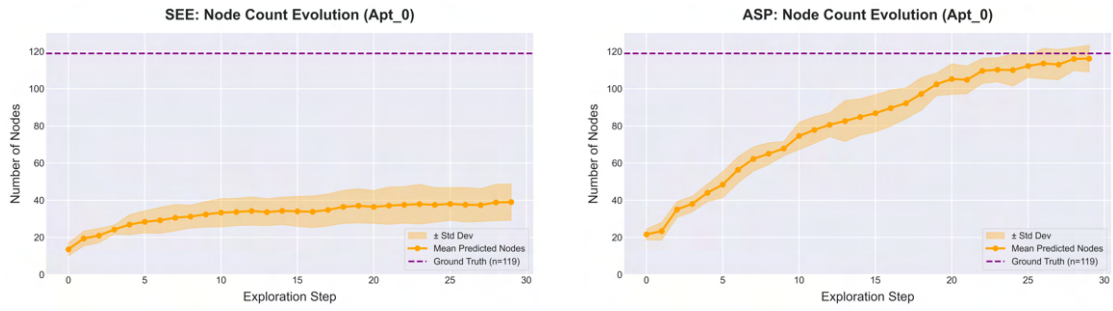 SEE: Node Count Evolution (Apt_0)
Number of Nodes
120
100
80
60
40
20
0
± Std Dev
Mean Predicted Nodes
Ground Truth (n=119)
0 5 10 15 20 25 30
Exploration Step
ASP: Node Count Evolution (Apt_0)
Number of Nodes
120
100
80
60
40
20
0
± Std Dev
Mean Predicted Nodes
Ground Truth (n=119)
0 5 10 15 20 25 30
Exploration Step